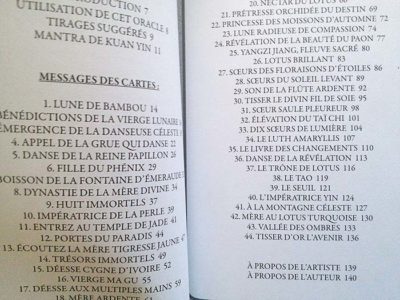 INTRODUCTION 7
UTILISATION DE CET ORACLE 8
TIRAGES SUGGÉRÉS 9
MANTRA DE KUAN YIN 11
MESSAGES DES CARTES :
1. LUNE DE BAMBOU 14
BÉNÉDICTIONS DE LA VIERGE LUNAIRE
ÉMERGENCE DE LA DANSEUSE CÉLESTE
4. APPEL DE LA GRUE QUI DANSE 22
5. DANSE DE LA REINE PAPILLON 26
6. FILLE DU PHÉNIX 29
BOISSON DE LA FONTAINE D'ÉMERAUDE
8. DYNASTIE DE LA MÈRE DIVINE 34
9. HUIT IMMORTELS 37
10. IMPÉRATRICE DE LA PERLE 39
11. ENTREZ AU TEMPLE DE JADE 41
12. PORTES DU PARADIS 44
13. ÉCOUTEZ LA MÈRE TIGRESSE JAUNE
14. TRÉSORS IMMORTELS 49
15. DÉESSE CYGNE D'IVOIRE 52
16. VIERGE MA GU 55
17. DÉESSE AUX MULTIPLES MAINS 59
18. MÈRE ARDENTE
20. NECTAR DU LOTUS 68
21. PRÊTRESSE ORCHIDÉE DU DESTIN 69
22. PRINCESSE DES MOISSONS D'AUTOMNE 72
23. LUNE RADIEUSE DE COMPASSION 74
24. RÉVÉLATION DE LA BEAUTÉ DU PAON 77
25. YANGZI JIANG, FLEUVE SACRÉ 80
26. LOTUS BRILLANT 83
27. SŒURS DES FLORAISONS D'ÉTOILES 86
28. SŒURS DU SOLEIL LEVANT 89
29. SON DE LA FLÛTE ARDENTE 92
30. TISSER LE DIVIN FIL DE SOIE 95
31. SŒUR SAULE PLEUREUR 98
32. ÉLÉVATION DU TAÏ CHI 101
33. DIX SŒURS DE LUMIÈRE 104
34. LE LUTH AMARYLLIS 107
35. LE LIVRE DES CHANGEMENTS 110
36. DANSE DE LA RÉVÉLATION 113
37. LE TRÔNE DE LOTUS 116
38. LE TAO 119
39. LE SEUIL 121
40. L'IMPÉRATRICE YIN 124
41. À LA MONTAGNE CÉLESTE 127
42. MÈRE AU LOTUS TURQUOISE 130
43. VALLÉE DES OMBRES 133
44. TISSER D'OR L'AVENIR 136
À PROPOS DE L'ARTISTE 139
À PROPOS DE L'AUTEUR 140